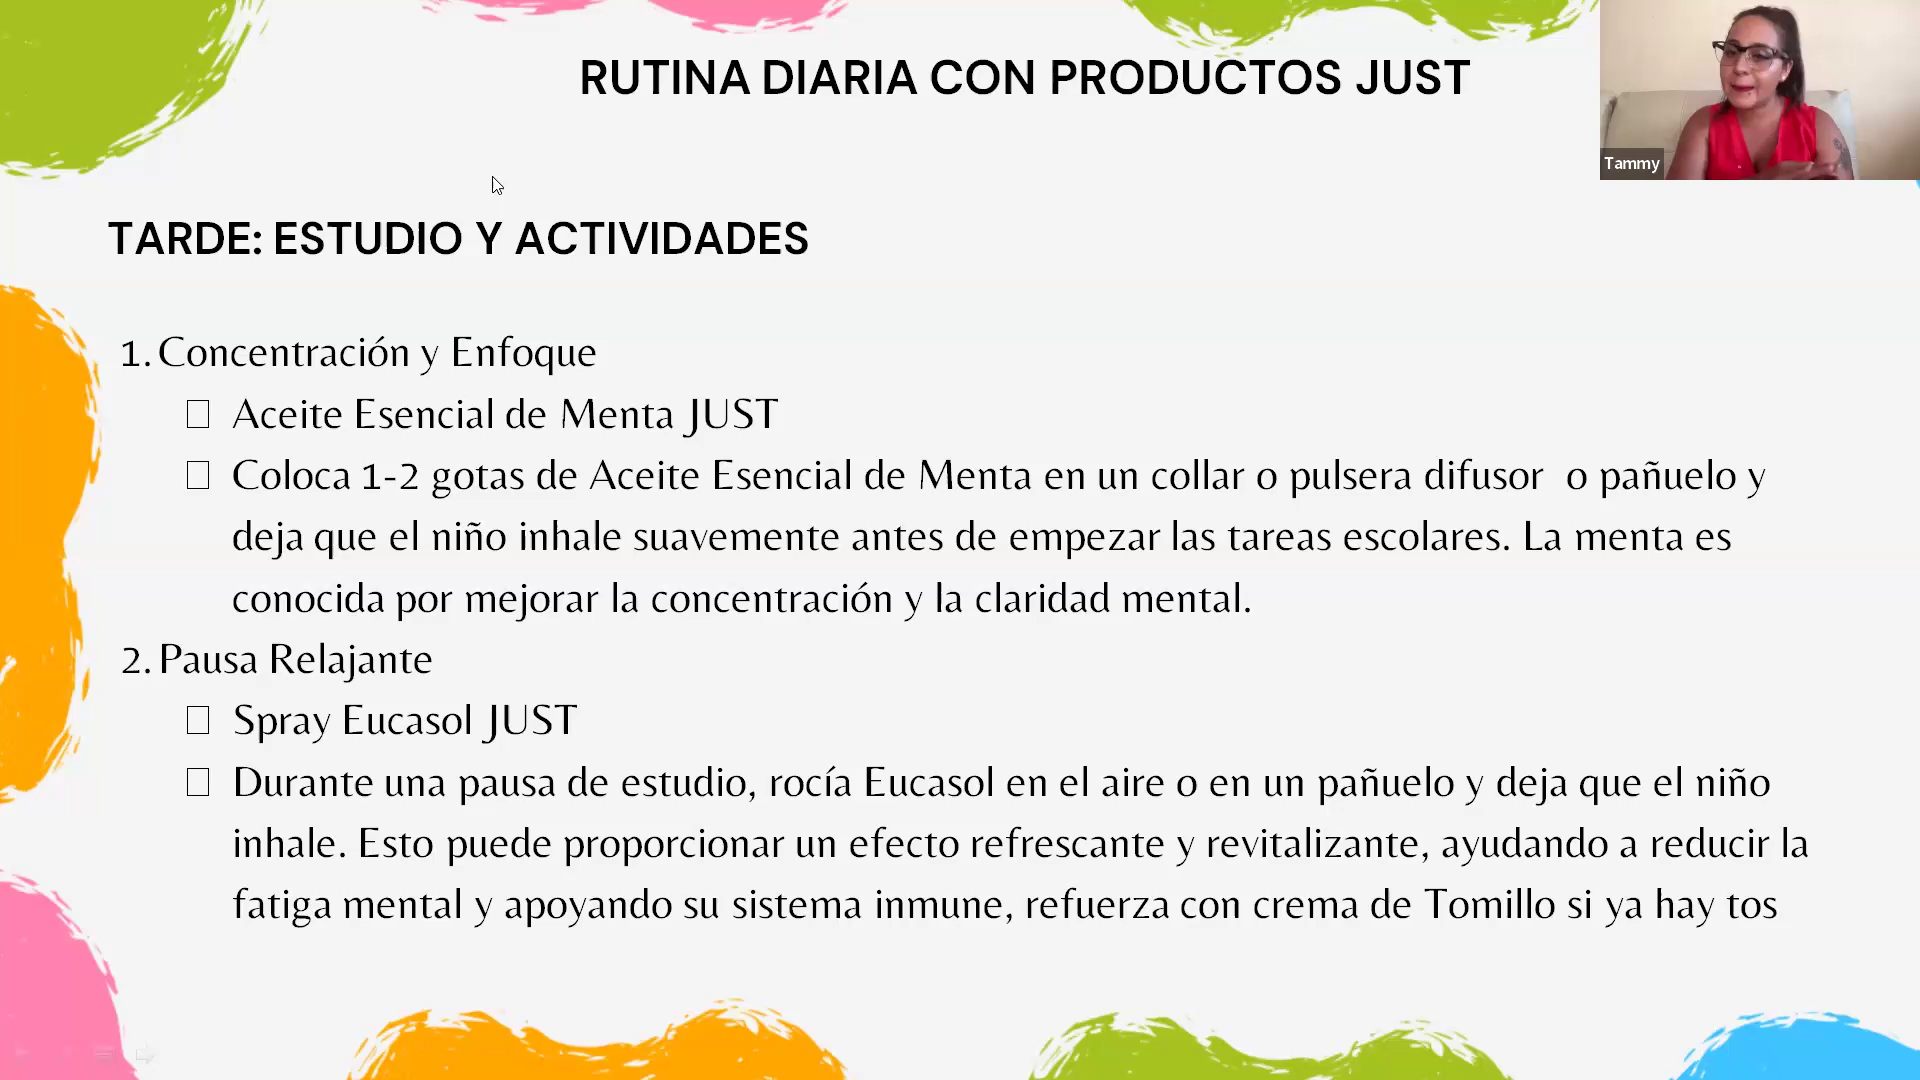 RUTINA DIARIA CON PRODUCTOS JUST
Tammy
TARDE: ESTUDIO Y ACTIVIDADES
1. Concentración y Enfoque
Aceite Esencial de Menta JUST
Coloca 1-2 gotas de Aceite Esencial de Menta en un collar o pulsera difusor o pañuelo y
deja que el niño inhale suavemente antes de empezar las tareas escolares. La menta es
conocida por mejorar la concentración y la claridad mental.
2. Pausa Relajante
Spray Eucasol JUST
Durante una pausa de estudio, rocía Eucasol en el aire o en un pañuelo y deja que el niño
inhale. Esto puede proporcionar un efecto refrescante y revitalizante, ayudando a reducir la
fatiga mental y apoyando su sistema inmune, refuerza con crema de Tomillo si ya hay tos